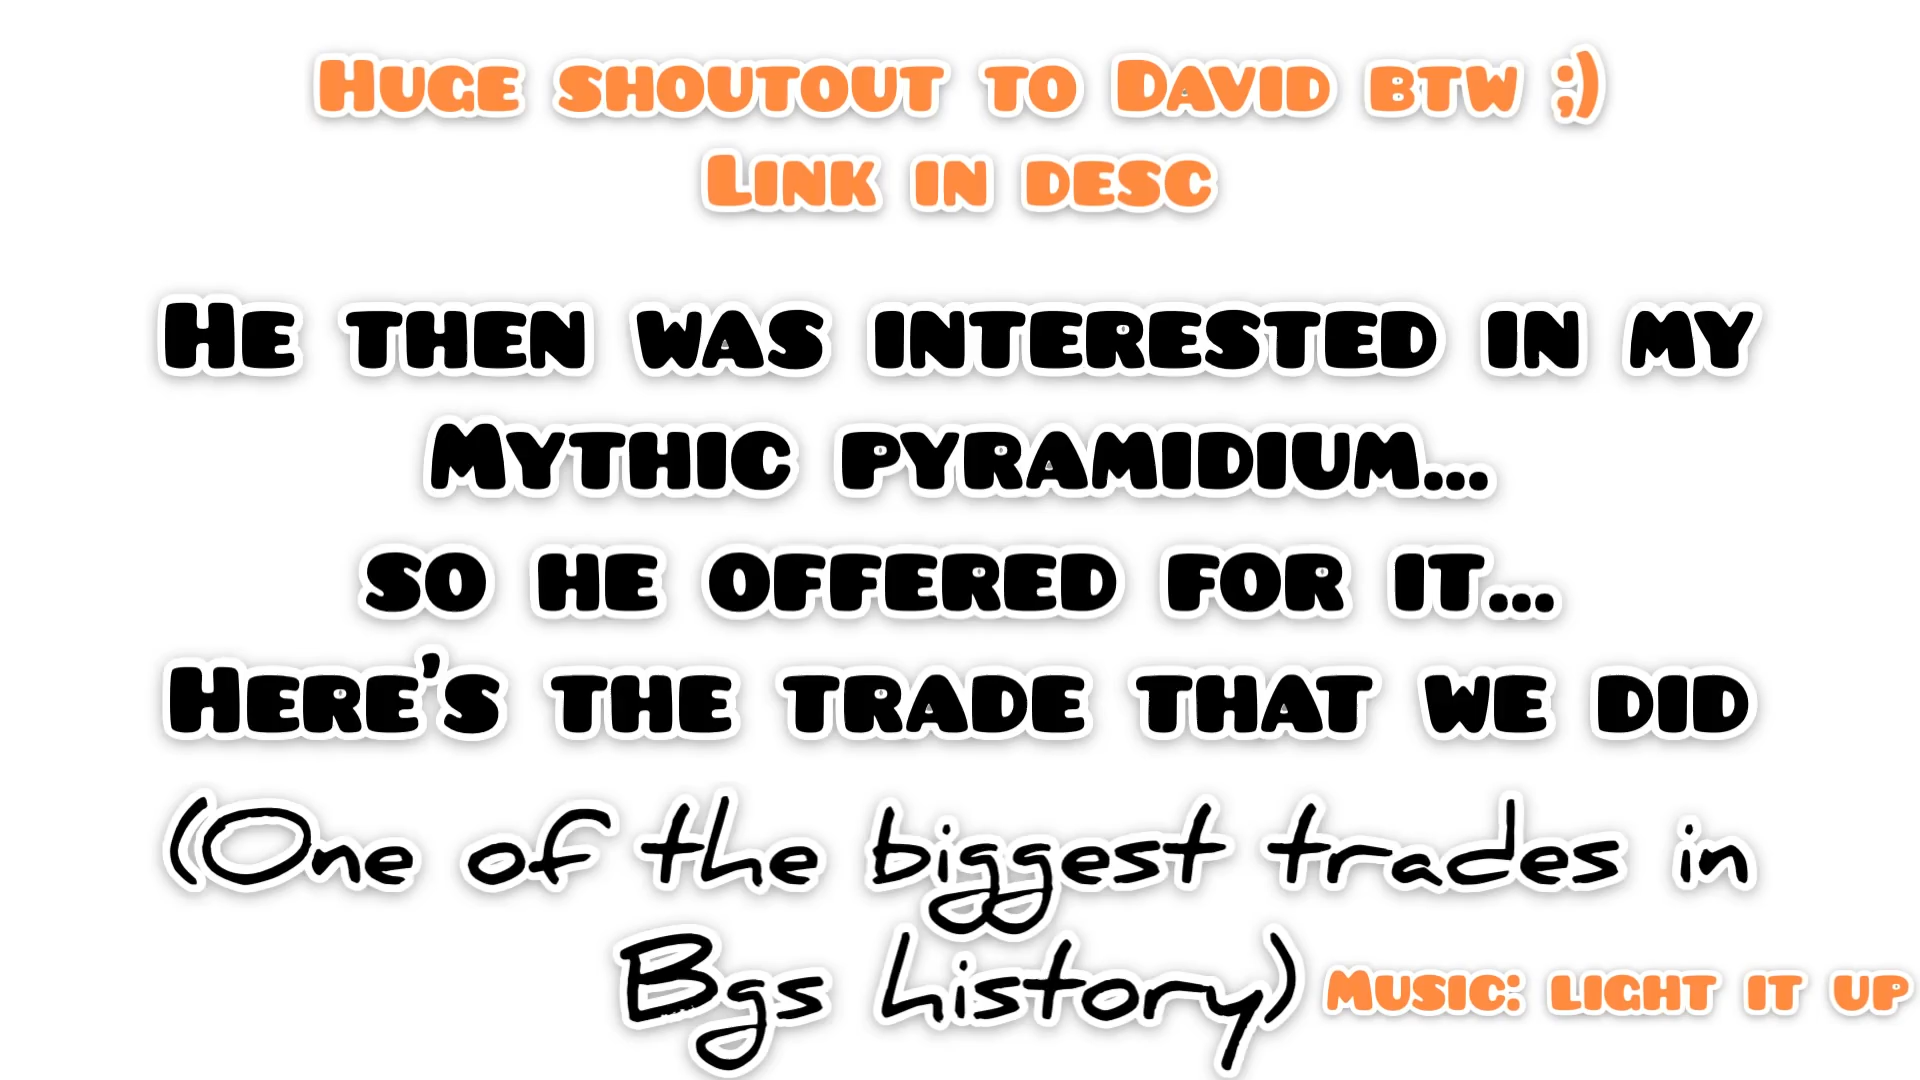 Huge shoutout to David btw ;)
Link in desc
He then was interested in my
Mythic pyramidium...
so he offered for it...
Here's the trade that we did
(One of the biggest trades in
Bgs history)
Music: light it up